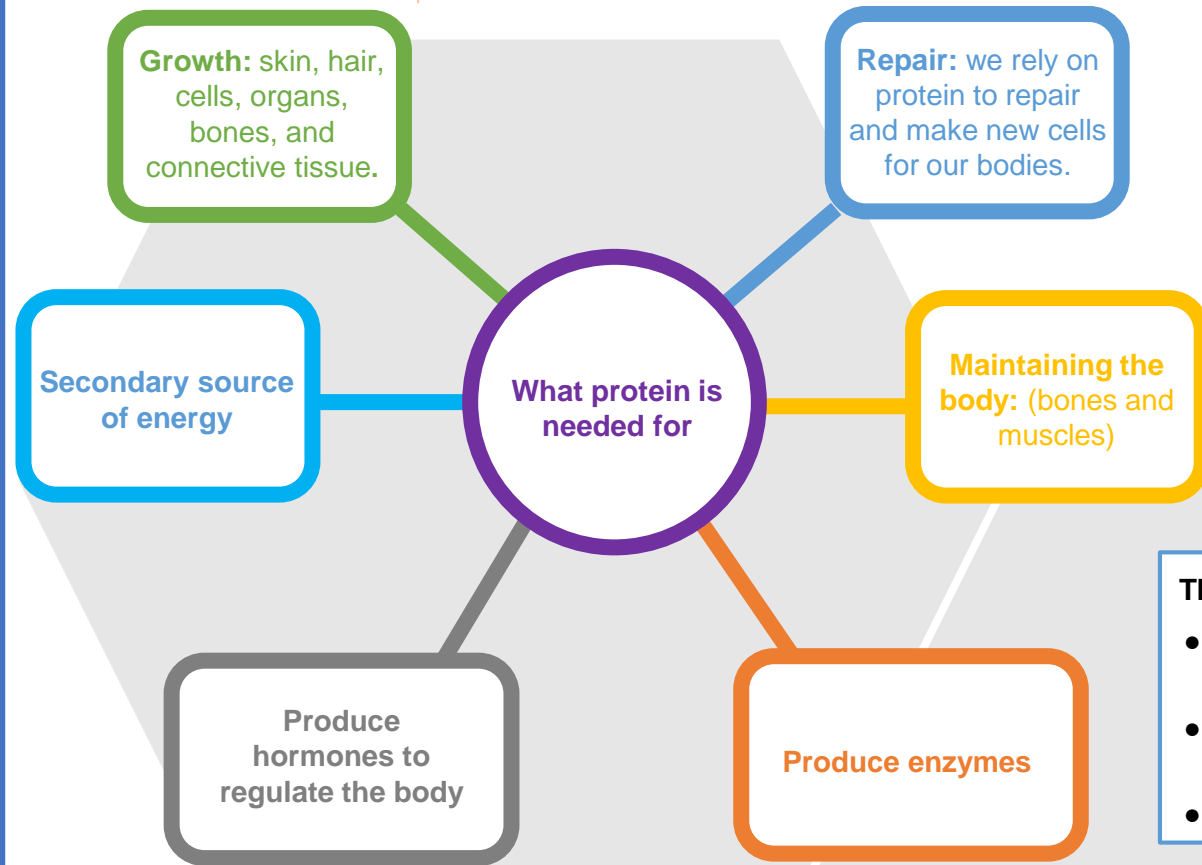 Growth: skin, hair,
cells, organs,
bones, and
connective tissue.
Repair: we rely on
protein to repair
and make new cells
for our bodies.
Secondary source
of energy
What protein is
needed for
Maintaining the
body: (bones and
muscles)
Produce
hormones to
regulate the body
Produce enzymes
•
•
•